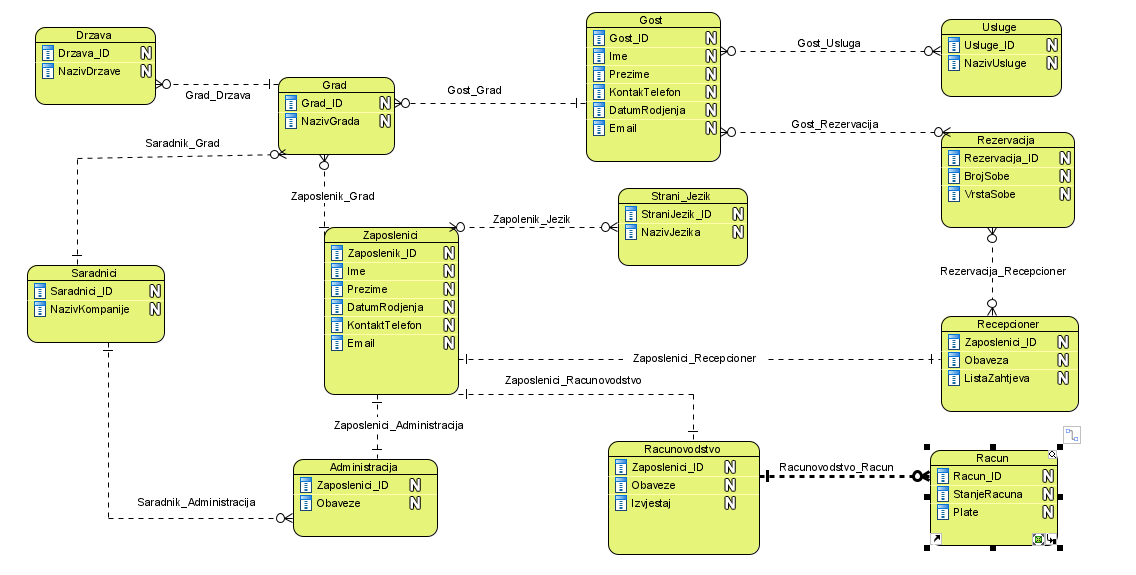 Drzava
Drzava_ID N
NazivDrzave N
Grad_Drzava
Grad
Grad_ID N
NazivGrada N
Gost_Grad
Gost
Gost_ID N
Ime N
Prezime N
KontakTelefon N
DatumRodjenja N
Email N
Gost_Usluga
Usluge
Usluge_ID N
NazivUsluge N
Gost_Rezervacija
Rezervacija
Rezervacija_ID N
BrojSobe N
VrstaSobe N
Saradnik_Grad
Zaposlenik_Grad
Strani_Jezik
StraniJezik_ID N
NazivJezika N
Zapolenik_Jezik
Zaposlenici
Zaposlenik_ID N
Ime N
Prezime N
DatumRodjenja N
KontaktTelefon N
Email N
Rezervacija_Recepcioner
Saradnici
Saradnici_ID N
NazivKompanije N
Recepcioner
Zaposlenici_ID N
Obaveza N
ListaZahtjeva N
Zaposlenici_Recepcioner
Zaposlenici_Racunovodstvo
Zaposlenici_Administracija
Administracija
Zaposlenici_ID N
Obaveze N
Saradnik_Administracija
Racunovodstvo
Zaposlenici_ID N
Obaveze N
Izvjestaj N
Racunovodstvo_Racun
Racun
Racun_ID N
StanjeRacuna N
Plate N